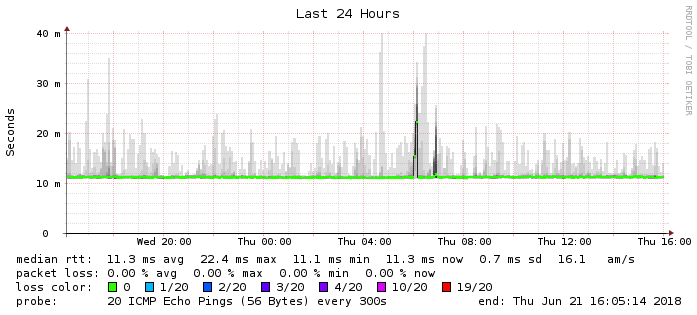 Last 24 Hours
RRDTOOL / TOBI OETIKER
Seconds
40 m
30 m
20 m
10 m
0
Wed 20:00 Thu 00:00 Thu 04:00 Thu 08:00 Thu 12:00 Thu 16:00
median rtt: 11.3 ms avg 22.4 ms max 11.1 ms min 11.3 ms now 0.7 ms sd 16.1 am/s
packet loss: 0.00 % avg 0.00 % max 0.00 % min 0.00 % now
loss color: 0 1/20 2/20 3/20 4/20 10/20 19/20
probe: 20 ICMP Echo Pings (56 Bytes) every 300s end: Thu Jun 21 16:05:14 2018